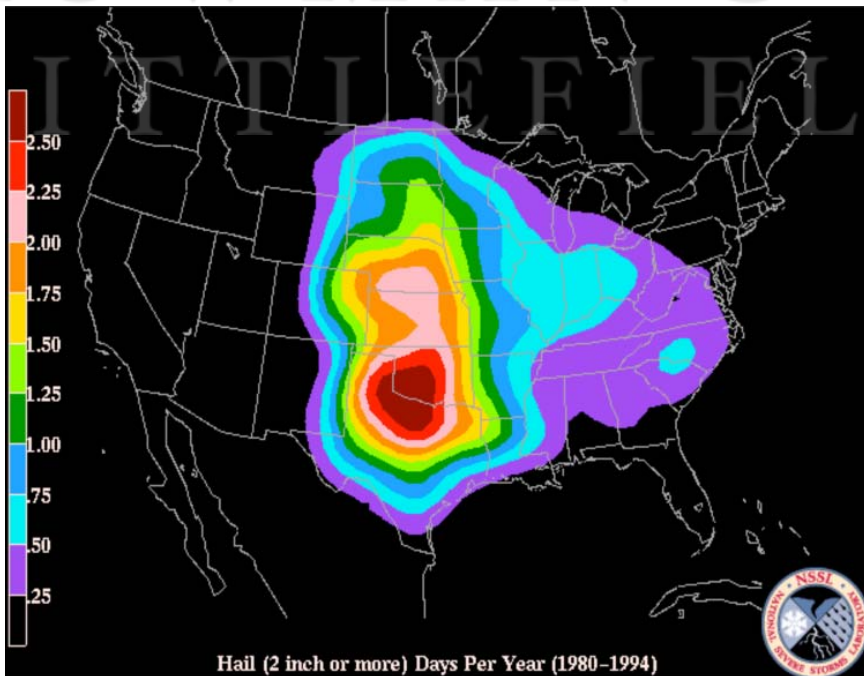 ITTLEFIEL
2.50
2.25
2.00
1.75
1.50
1.25
1.00
.75
.50
.25
NSSL
NATIONAL SEVERE STORMS LABORATORY
Hail (2 inch or more) Days Per Year (1980-1994)